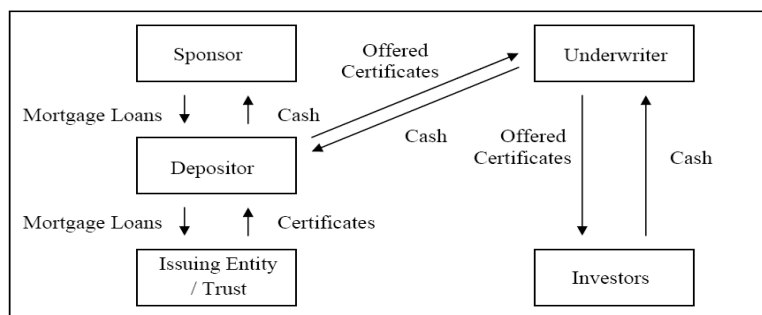 Sponsor
Offered
Certificates
Underwriter
Mortgage Loans
Cash
Cash
Depositor
Offered
Certificates
Cash
Mortgage Loans
Certificates
Issuing Entity
/ Trust
Investors